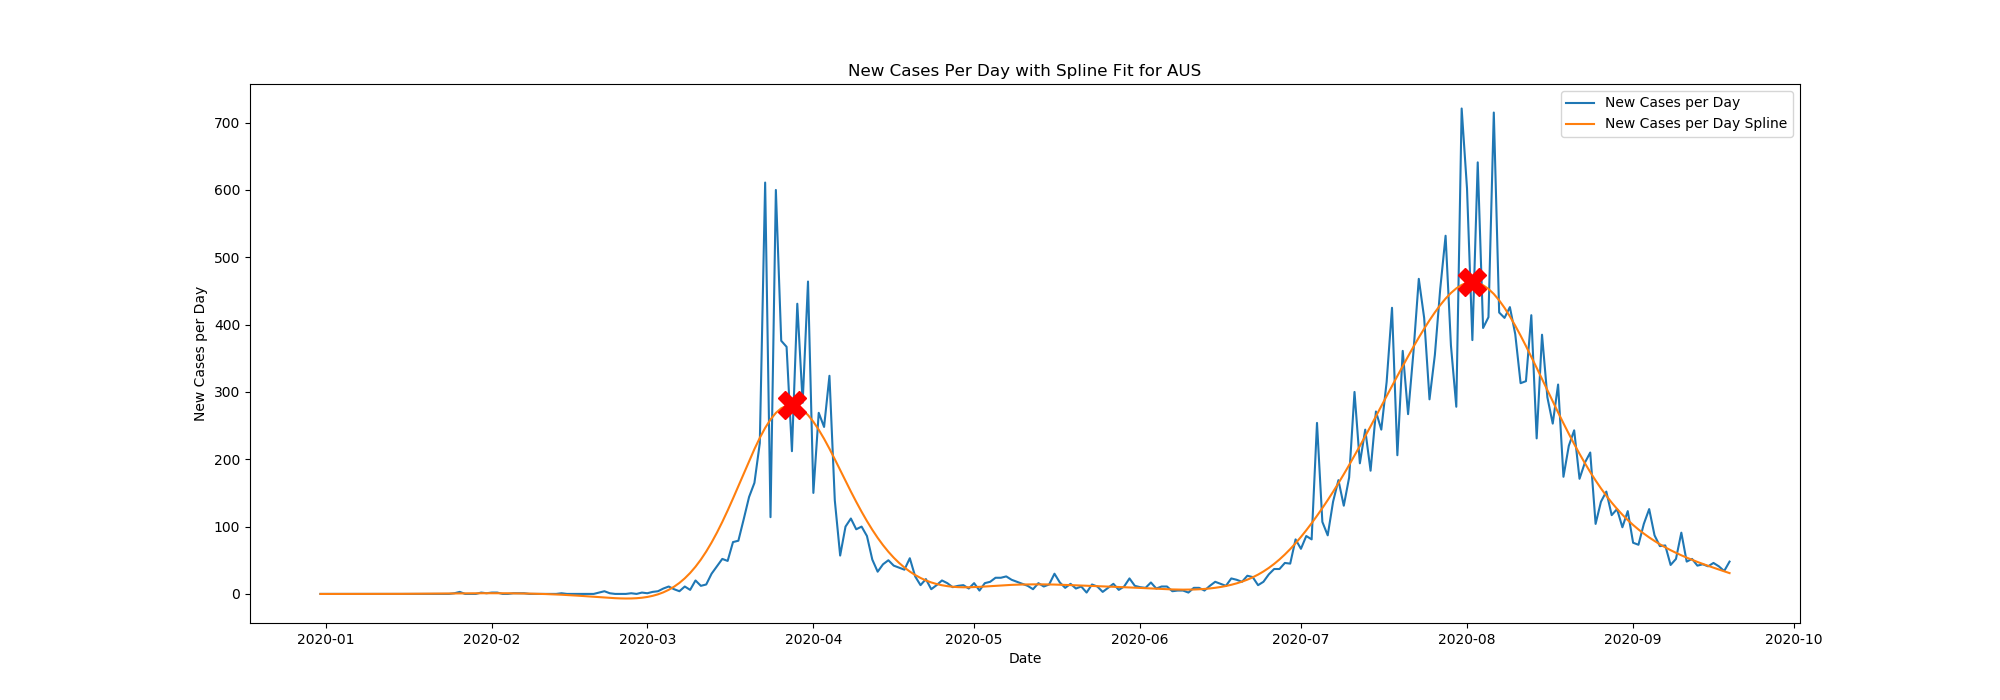 New Cases Per Day with Spline Fit for AUS
New Cases per Day
New Cases per Day Spline
700
600
500
400
300
200
100
0
New Cases per Day
2020-01 2020-02 2020-03 2020-04 2020-05 2020-06 2020-07 2020-08 2020-09 2020-10
Date